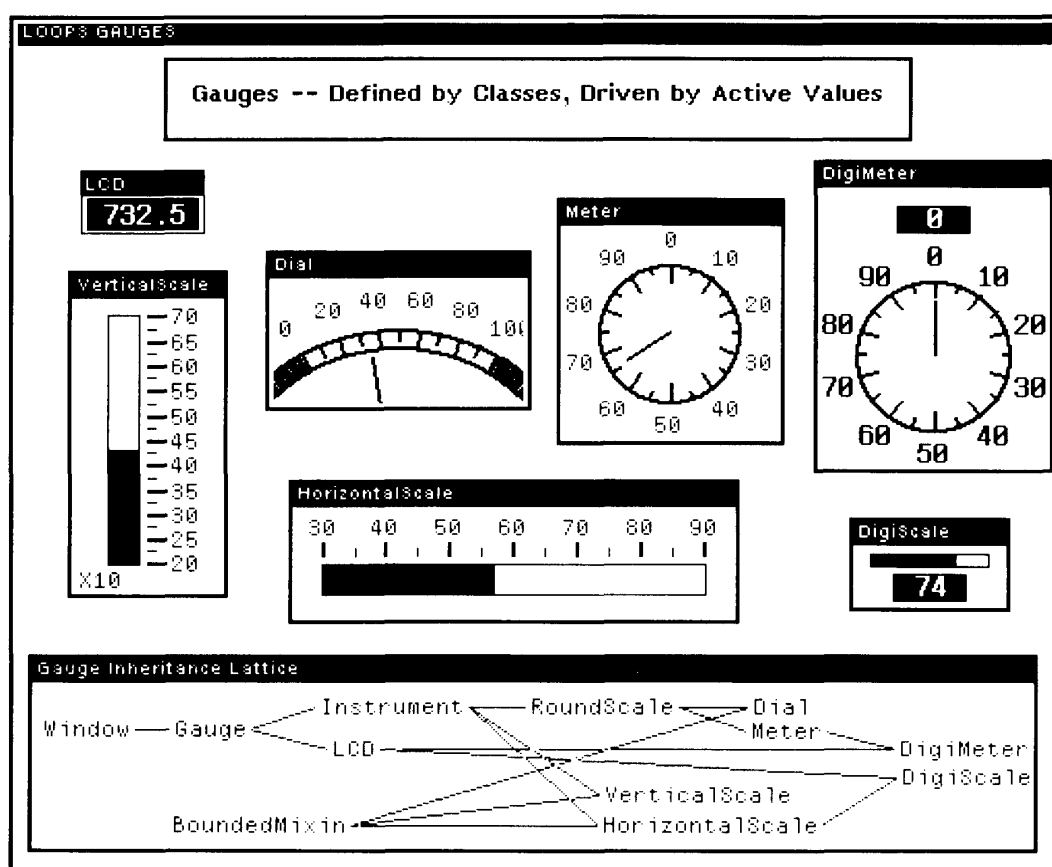 LOOPS GAUGES
Gauges -- Defined by Classes, Driven by Active Values
LCD
732.5
VerticalScale
70
65
60
55
50
45
40
35
30
25
20
X10
Dial
0 20 40 60 80 100
Meter
0
10
20
30
40
50
60
70
80
90
DigiMeter
0
0
10
20
30
40
50
60
70
80
90
HorizontalScale
30 40 50 60 70 80 90
DigiScale
74
Gauge Inheritance Lattice
Instrument RoundScale Dial
Window Gauge Meter
LCD DigiMeter
DigiScale
VerticalScale
BoundedMixin HorizontalScale